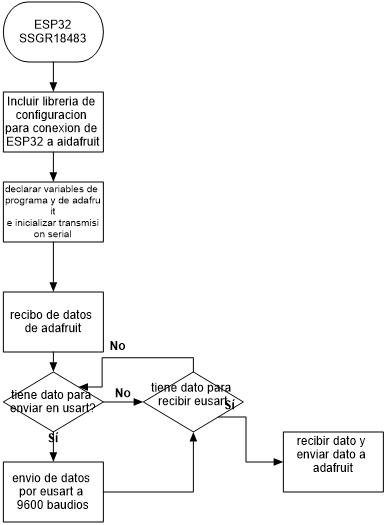 ESP32
SSGR18483
Incluir libreria de
configuracion
para conexion de
ESP32 a aidafruit
declarar variables de
programa y de adafru
it
e inicializar transmisi
on serial
recibo de datos
de adafruit
No
tiene dato para
enviar en usart?
No
tiene dato para
recibir eusart
Sí
Sí
envio de datos
por eusart a
9600 baudios
recibir dato y
enviar dato a
adafruit